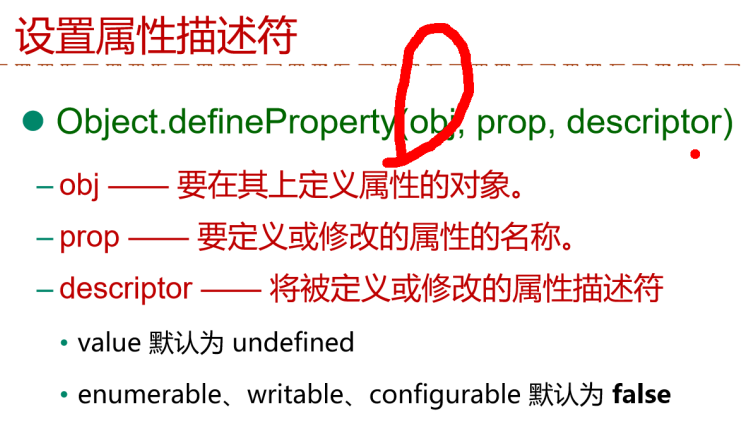 设置属性描述符
● Object.defineProperty(obj, prop, descriptor)
– obj —— 要在其上定义属性的对象。
– prop —— 要定义或修改的属性的名称。
– descriptor —— 将被定义或修改的属性描述符
• value 默认为 undefined
• enumerable、writable、configurable 默认为 false